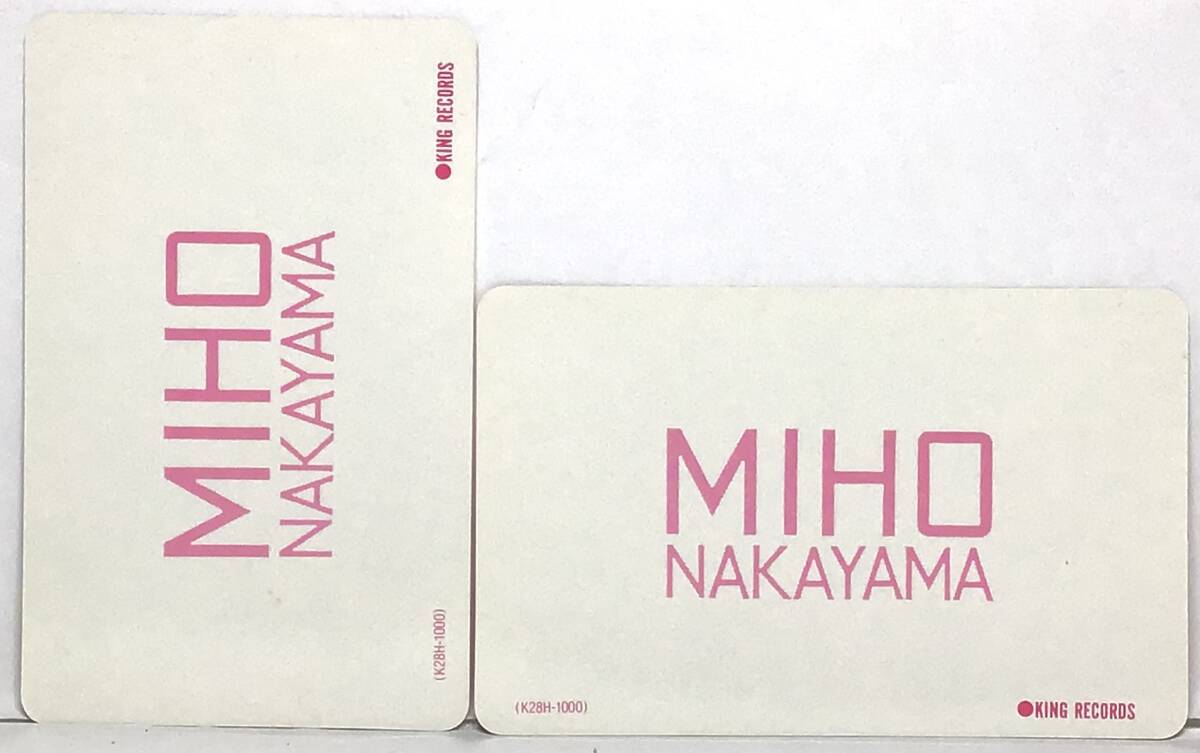 MIHO
NAKAYAMA
(K28H-1000)
●KING RECORDS
MIHO
NAKAYAMA
(K28H-1000)
●KING RECORDS